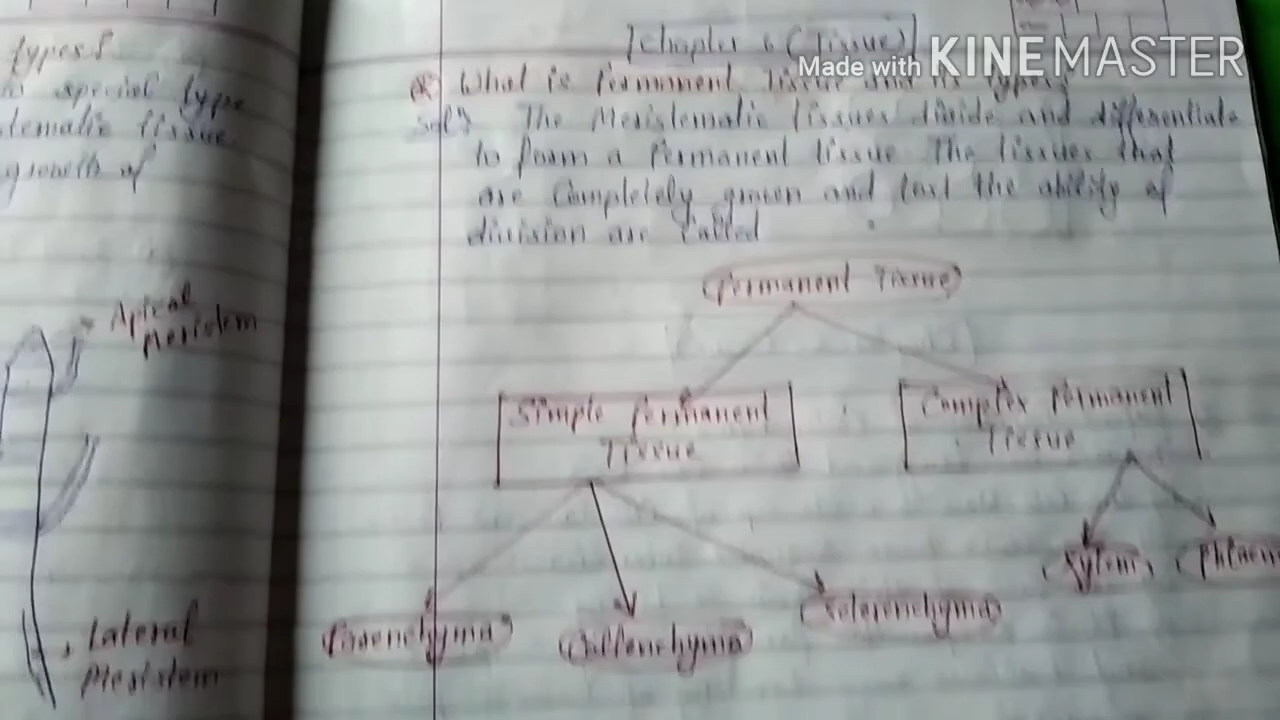 types?
special type
tissue
growth of
Apical
Meristem
Lateral
Meristem
Made with KINEMASTER
Chapter 6 (Tissue)
Q What is Permanent Tissue and its types?
Sol? The Meristematic tissues divide and differentiate
to form a Permanent tissue. The tissues that
are Completely grown and lost the ability of
division are Called
Permanent Tissue
Simple Permanent
Tissue
Complex Permanent
Tissue
Xylem
Parenchyma
Collenchyma
Sclerenchyma